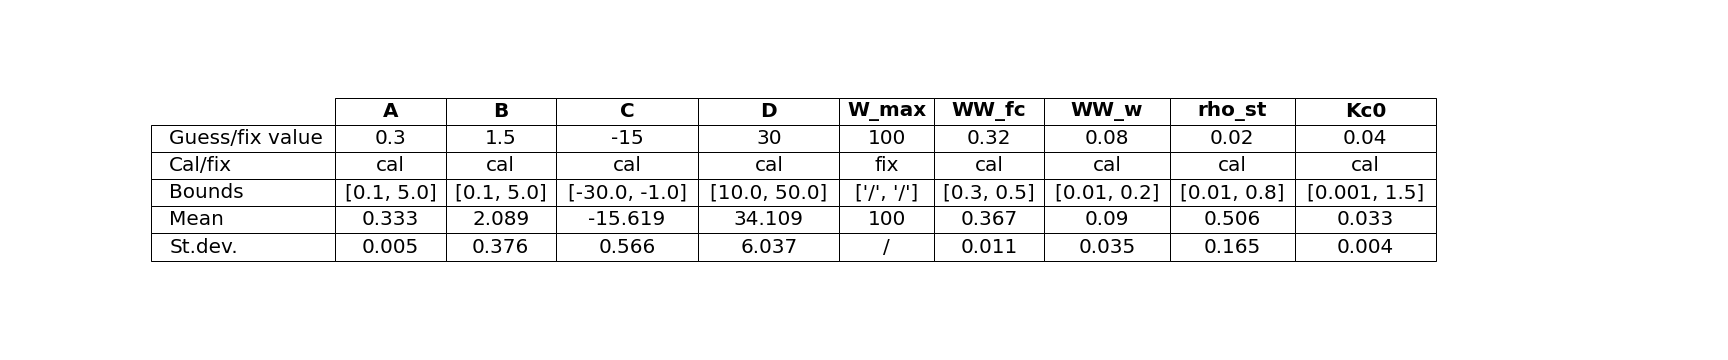 A B C D W_max WW_fc WW_w rho_st Kc0
Guess/fix value 0.3 1.5 -15 30 100 0.32 0.08 0.02 0.04
Cal/fix cal cal cal cal fix cal cal cal cal
Bounds [0.1, 5.0] [0.1, 5.0] [-30.0, -1.0] [10.0, 50.0] ['/', '/'] [0.3, 0.5] [0.01, 0.2] [0.01, 0.8] [0.001, 1.5]
Mean 0.333 2.089 -15.619 34.109 100 0.367 0.09 0.506 0.033
St.dev. 0.005 0.376 0.566 6.037 / 0.011 0.035 0.165 0.004